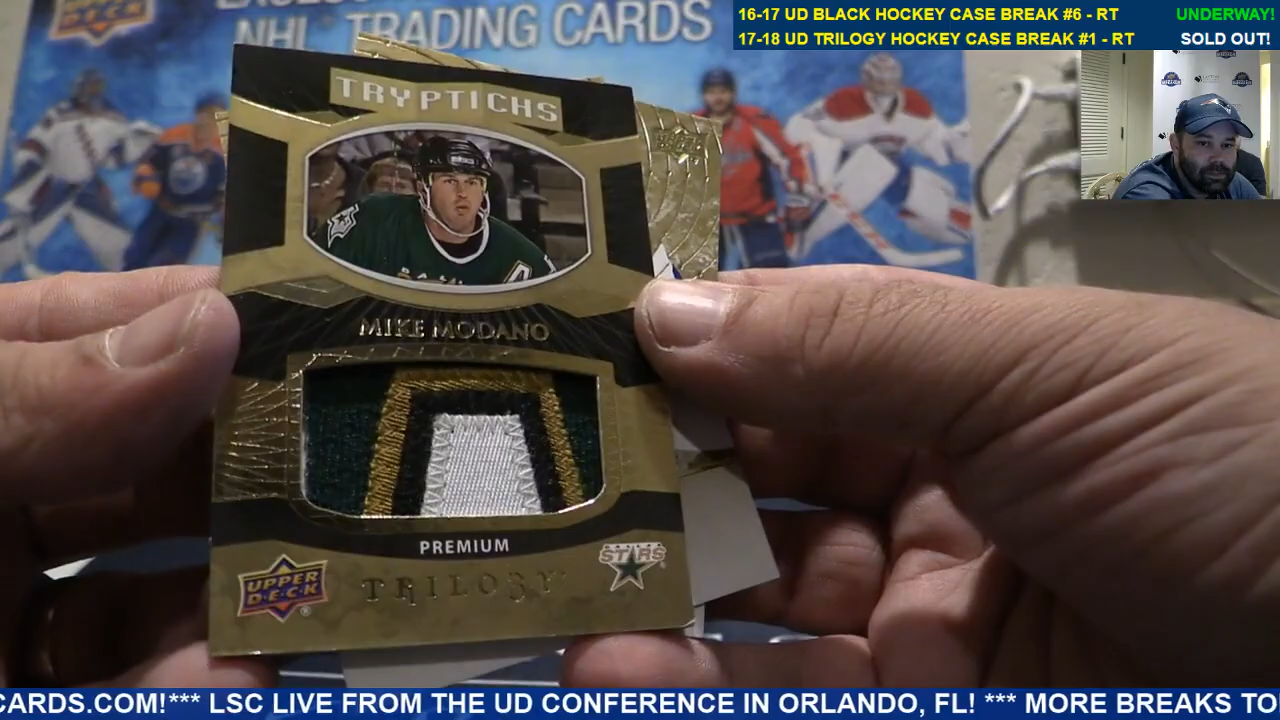 NHL TRADING CARDS
16-17 UD BLACK HOCKEY CASE BREAK #6 - RT UNDERWAY!
17-18 UD TRILOGY HOCKEY CASE BREAK #1 - RT SOLD OUT!
TRYPTICHS
MIKE MODANO
PREMIUM
UPPER DECK
TRILOGY
STARS
CARDS.COM!*** LSC LIVE FROM THE UD CONFERENCE IN ORLANDO, FL! *** MORE BREAKS TO